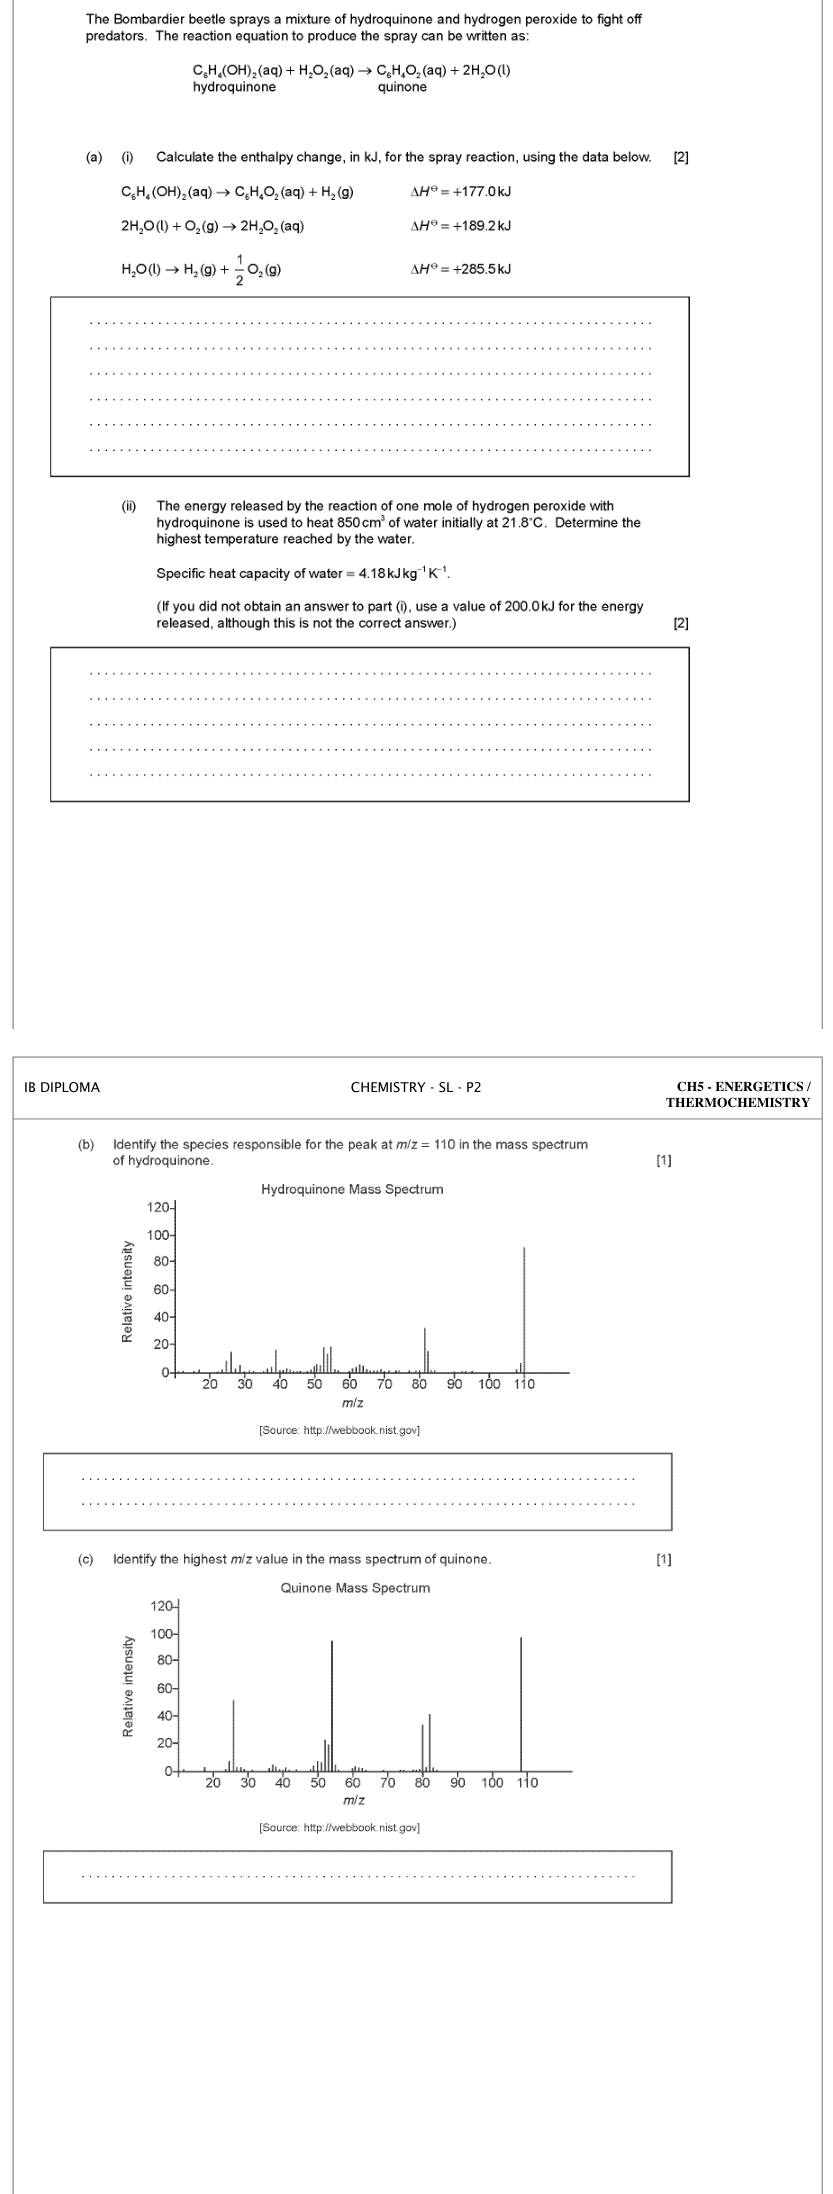 The Bombardier beetle sprays a mixture of hydroquinone and hydrogen peroxide to fight off
predators. The reaction equation to produce the spray can be written as:
C₆H₄(OH)₂(aq) + H₂O₂(aq) → C₆H₄O₂(aq) + 2H₂O(l)
hydroquinone quinone
(a) (i) Calculate the enthalpy change, in kJ, for the spray reaction, using the data below. [2]
C₆H₄(OH)₂(aq) → C₆H₄O₂(aq) + H₂(g) ΔH⦵ = +177.0 kJ
2H₂O(l) + O₂(g) → 2H₂O₂(aq) ΔH⦵ = +189.2 kJ
H₂O(l) → H₂(g) + 1/2 O₂(g) ΔH⦵ = +285.5 kJ
(ii) The energy released by the reaction of one mole of hydrogen peroxide with
hydroquinone is used to heat 850 cm³ of water initially at 21.8°C. Determine the
highest temperature reached by the water.
Specific heat capacity of water = 4.18 kJ kg⁻¹ K⁻¹.
(If you did not obtain an answer to part (i), use a value of 200.0 kJ for the energy
released, although this is not the correct answer.) [2]
IB DIPLOMA CHEMISTRY - SL - P2 CH5 - ENERGETICS /
THERMOCHEMISTRY
(b) Identify the species responsible for the peak at m/z = 110 in the mass spectrum
of hydroquinone. [1]
Hydroquinone Mass Spectrum
Relative intensity
120
100
80
60
40
20
0
20 30 40 50 60 70 80 90 100 110
m/z
[Source: http://webbook.nist.gov]
(c) Identify the highest m/z value in the mass spectrum of quinone. [1]
Quinone Mass Spectrum
Relative intensity
120
100
80
60
40
20
0
20 30 40 50 60 70 80 90 100 110
m/z
[Source: http://webbook.nist.gov]